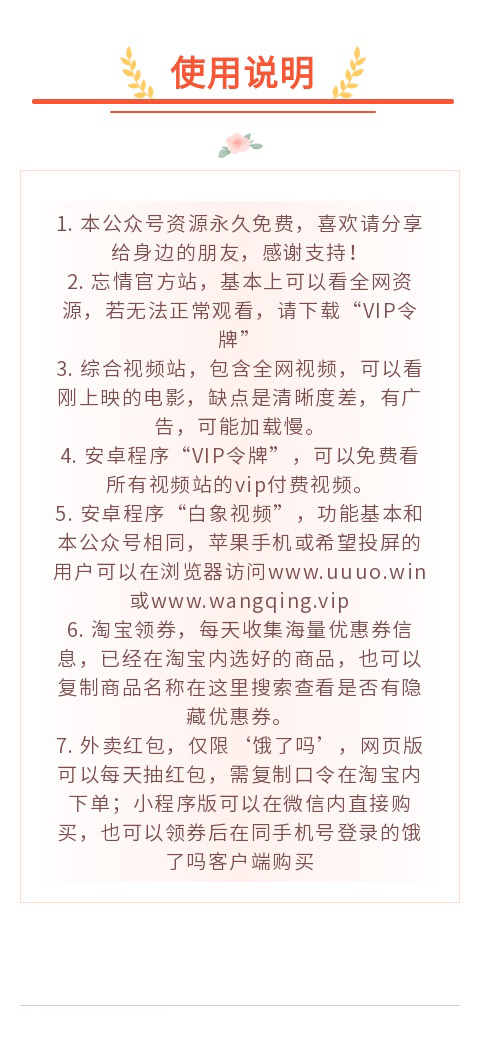 使用说明
1. 本公众号资源永久免费，喜欢请分享
给身边的朋友，感谢支持！
2. 忘情官方站，基本上可以看全网资
源，若无法正常观看，请下载“VIP令
牌”
3. 综合视频站，包含全网视频，可以看
刚上映的电影，缺点是清晰度差，有广
告，可能加载慢。
4. 安卓程序“VIP令牌”，可以免费看
所有视频站的vip付费视频。
5. 安卓程序“白象视频”，功能基本和
本公众号相同，苹果手机或希望投屏的
用户可以在浏览器访问www.uuuo.win
或www.wangqing.vip
6. 淘宝领券，每天收集海量优惠券信
息，已经在淘宝内选好的商品，也可以
复制商品名称在这里搜索查看是否有隐
藏优惠券。
7. 外卖红包，仅限‘饿了吗’，网页版
可以每天抽红包，需复制口令在淘宝内
下单；小程序版可以在微信内直接购
买，也可以领券后在同手机号登录的饿
了吗客户端购买